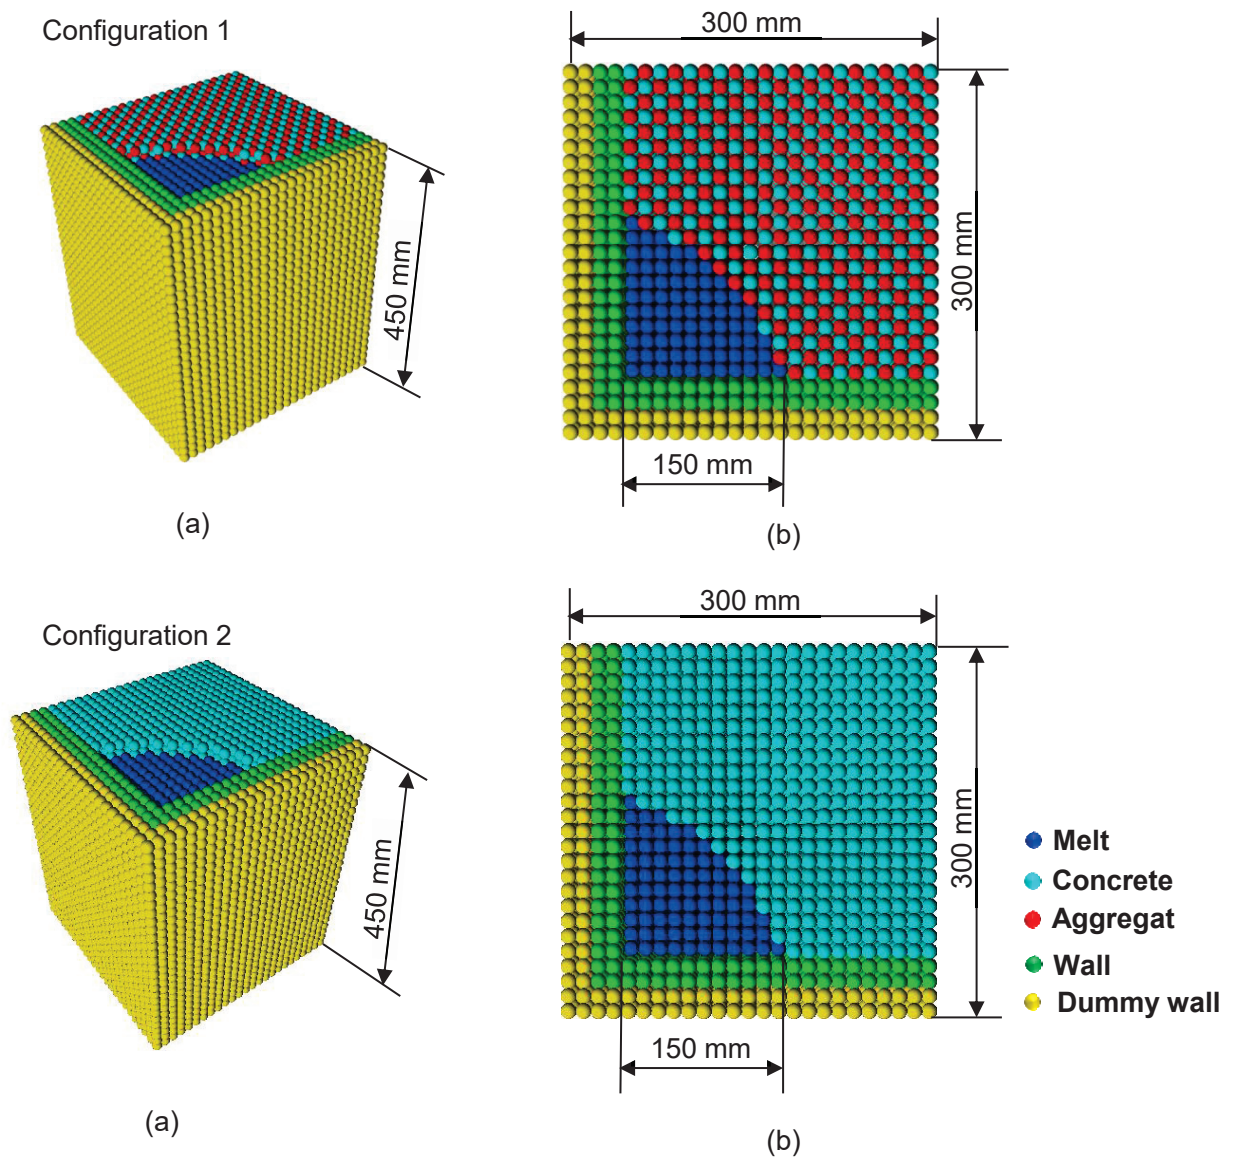 Configuration 1
300 mm
450 mm
300 mm
150 mm
(a)
(b)
Configuration 2
300 mm
450 mm
300 mm
150 mm
Melt
Concrete
Aggregat
Wall
Dummy wall
(a)
(b)